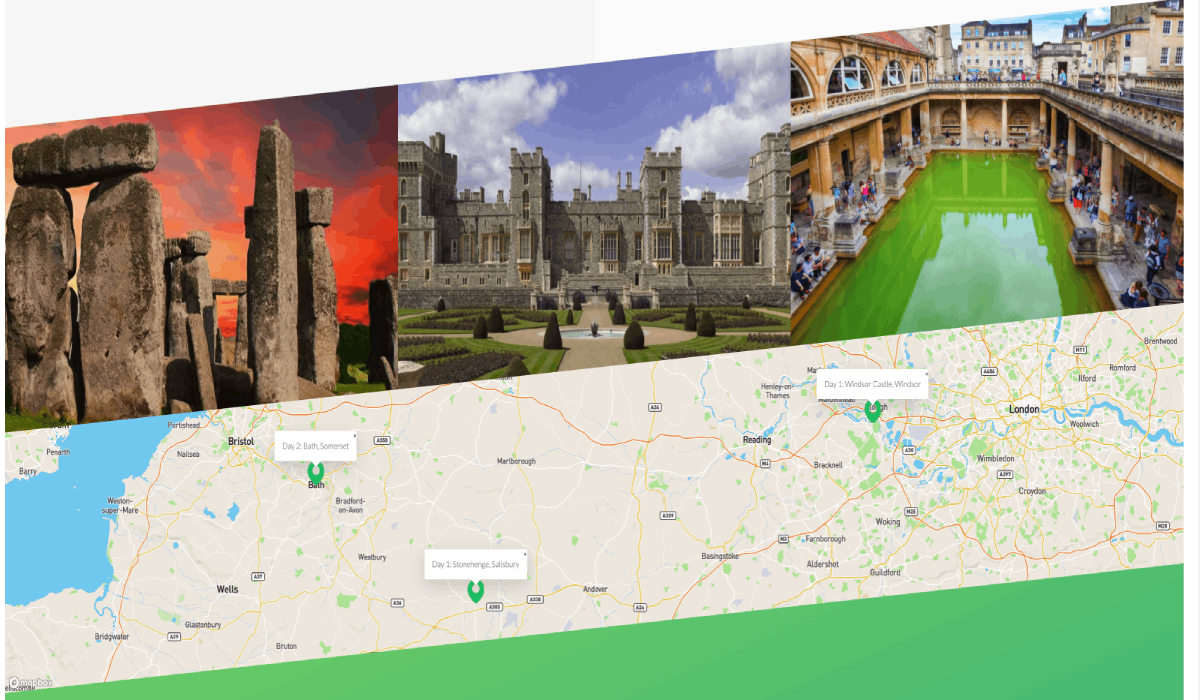 Brentwood
M11
Romford
A406
Ilford
Day 1: Windsor Castle, Windsor
Henley-on-
Thames
London
Woolwich
A34
Portishead
Bristol
A350
Day 2: Bath, Somerset
Reading
A30
Wimbledon
Penarth
Nailsea
Marlborough
M4
Bracknell
Barry
Bath
A297
Croydon
Weston-
super-Mare
Bradford-
on-Avon
A339
M25
Woking
M20
M3
Farnborough
Westbury
Basingstoke
Day 1: Stonehenge, Salisbury
Aldershot
Guildford
A37
Wells
Andover
A36
A303
A338
A34
Glastonbury
Bridgwater
A39
Bruton
mapbox